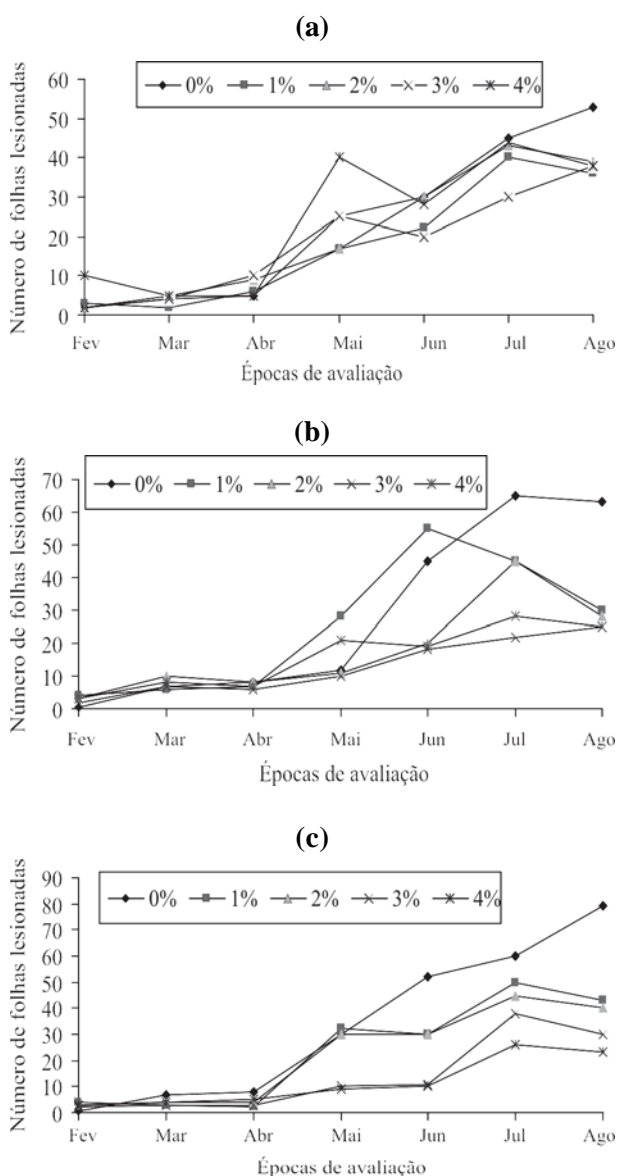 (a)
Número de folhas lesionadas
60
50
40
30
20
10
0
0% 1% 2% 3% 4%
Fev Mar Abr Mai Jun Jul Ago
Épocas de avaliação
(b)
Número de folhas lesionadas
70
60
50
40
30
20
10
0
0% 1% 2% 3% 4%
Fev Mar Abr Mai Jun Jul Ago
Épocas de avaliação
(c)
Número de folhas lesionadas
90
80
70
60
50
40
30
20
10
0
0% 1% 2% 3% 4%
Fev Mar Abr Mai Jun Jul Ago
Épocas de avaliação